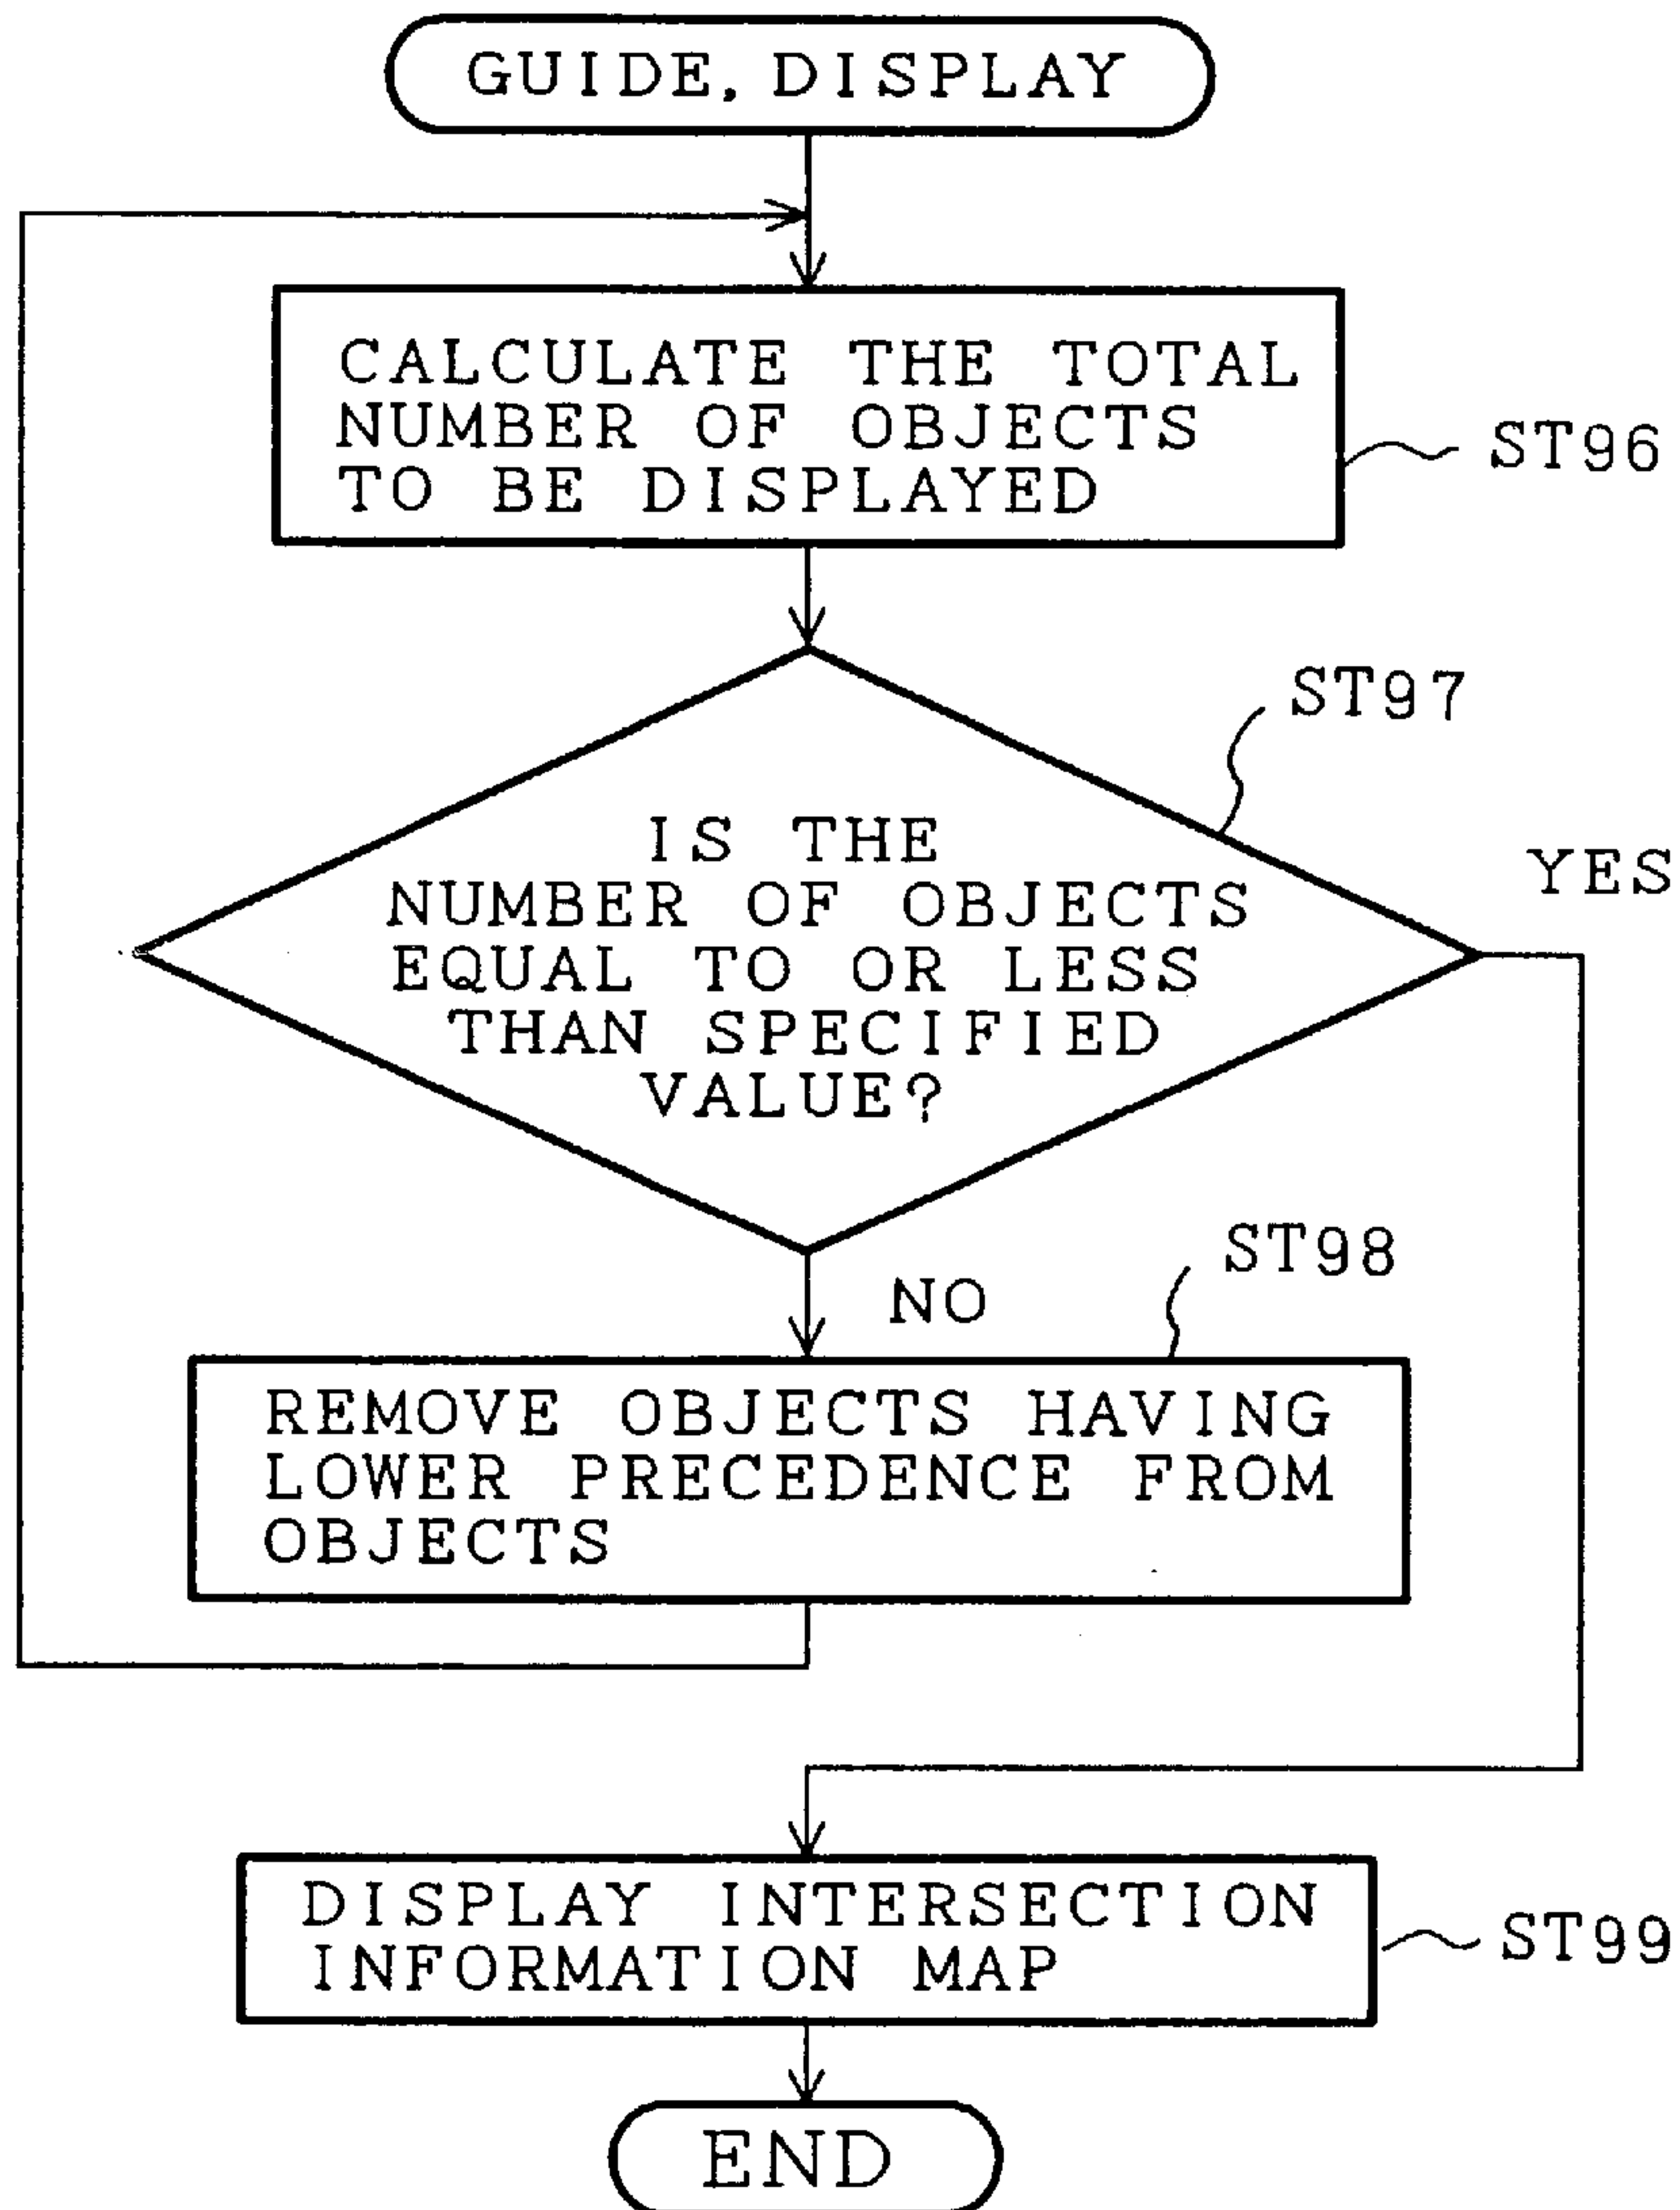 GUIDE, DISPLAY
CALCULATE THE TOTAL
NUMBER OF OBJECTS
TO BE DISPLAYED
ST96
ST97
IS THE
NUMBER OF OBJECTS
EQUAL TO OR LESS
THAN SPECIFIED
VALUE?
YES
NO
ST98
REMOVE OBJECTS HAVING
LOWER PRECEDENCE FROM
OBJECTS
DISPLAY INTERSECTION
INFORMATION MAP
ST99
END